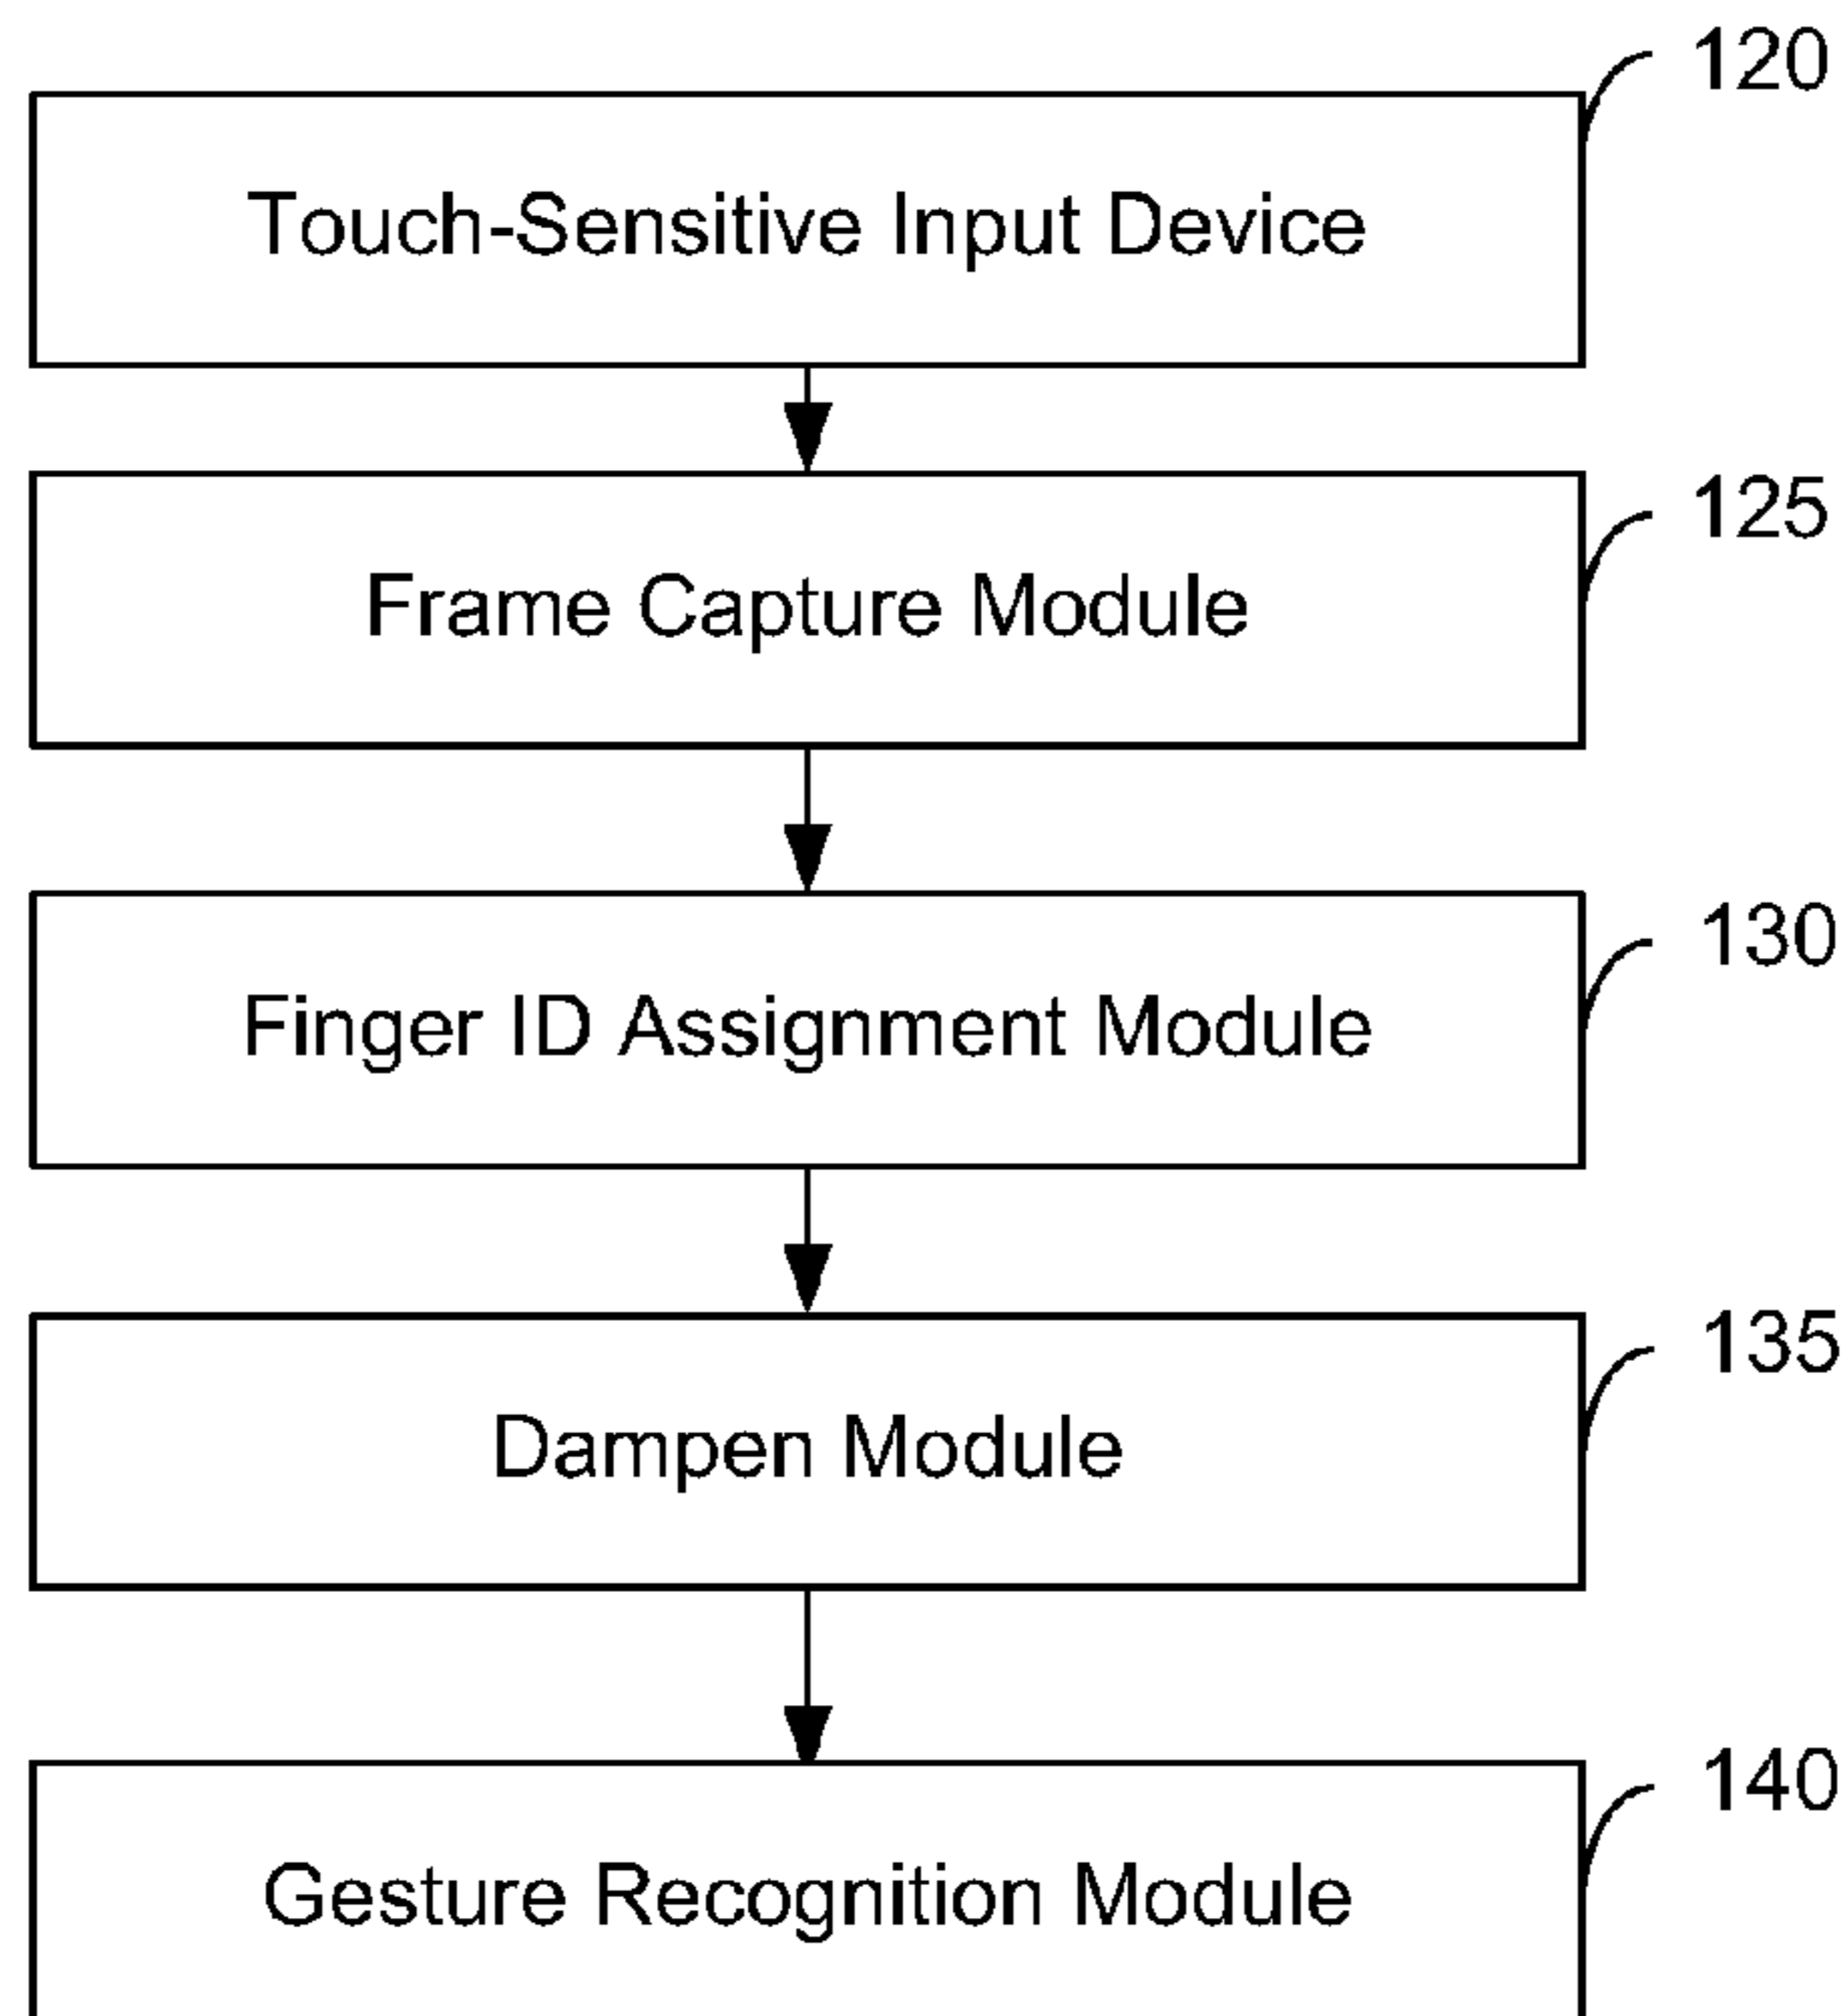 120
Touch-Sensitive Input Device
125
Frame Capture Module
130
Finger ID Assignment Module
135
Dampen Module
140
Gesture Recognition Module